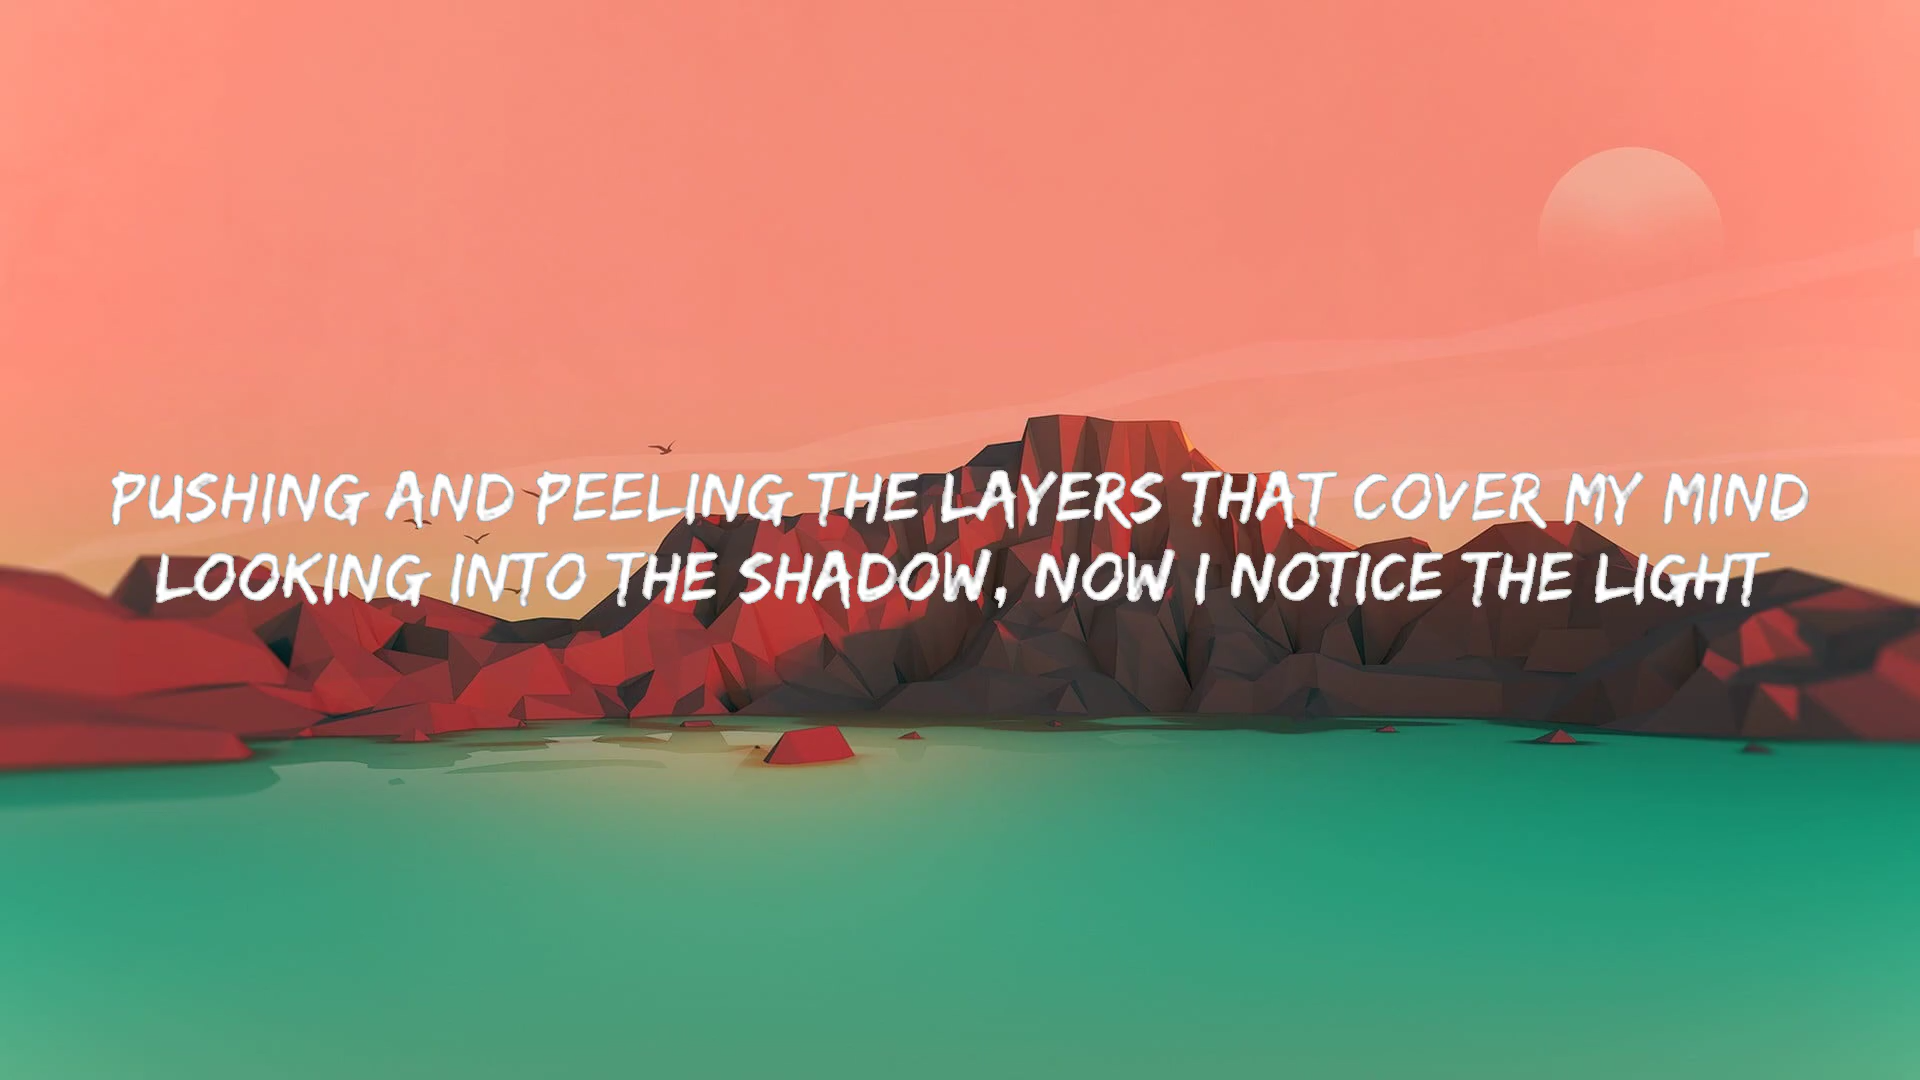 PUSHING AND PEELING THE LAYERS THAT COVER MY MIND
LOOKING INTO THE SHADOW, NOW I NOTICE THE LIGHT